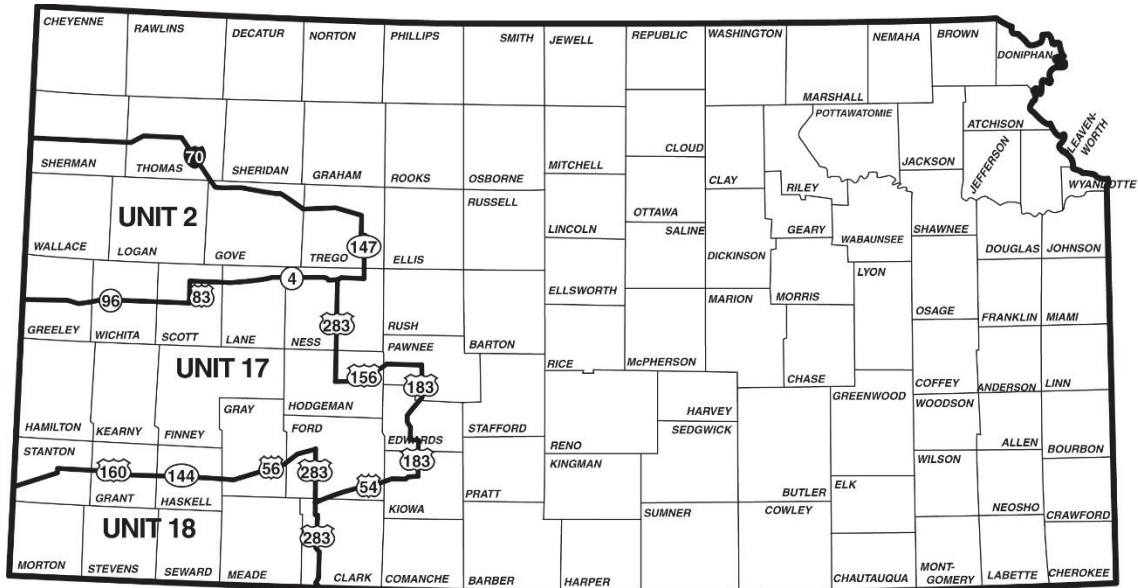 CHEYENNE
RAWLINS
DECATUR
NORTON
PHILLIPS
SMITH
JEWELL
REPUBLIC
WASHINGTON
MARSHALL
NEMAHA
BROWN
DONIPHAN
SHERMAN
THOMAS
70
SHERIDAN
GRAHAM
ROOKS
OSBORNE
MITCHELL
CLOUD
CLAY
RILEY
POTTAWATOMIE
JACKSON
ATCHISON
JEFFERSON
LEAVEN-
WORTH
WYANDOTTE
UNIT 2
WALLACE
LOGAN
GOVE
TREGO
147
ELLIS
RUSSELL
LINCOLN
OTTAWA
SALINE
DICKINSON
GEARY
WABAUNSEE
SHAWNEE
DOUGLAS
JOHNSON
96
83
4
283
GREELEY
WICHITA
SCOTT
LANE
NESS
RUSH
BARTON
ELLSWORTH
RICE
McPHERSON
MARION
MORRIS
CHASE
LYON
OSAGE
FRANKLIN
MIAMI
UNIT 17
156
PAWNEE
183
HAMILTON
KEARNY
FINNEY
GRAY
HODGEMAN
FORD
EDWARDS
STAFFORD
RENO
HARVEY
SEDGWICK
GREENWOOD
COFFEY
ANDERSON
LINN
WOODSON
ALLEN
BOURBON
STANTON
160
GRANT
144
HASKELL
56
283
54
183
KIOWA
PRATT
KINGMAN
BUTLER
ELK
WILSON
NEOSHO
CRAWFORD
UNIT 18
MORTON
STEVENS
SEWARD
MEADE
283
CLARK
COMANCHE
BARBER
HARPER
SUMNER
COWLEY
CHAUTAUQUA
MONT-
GOMERY
LABETTE
CHEROKEE